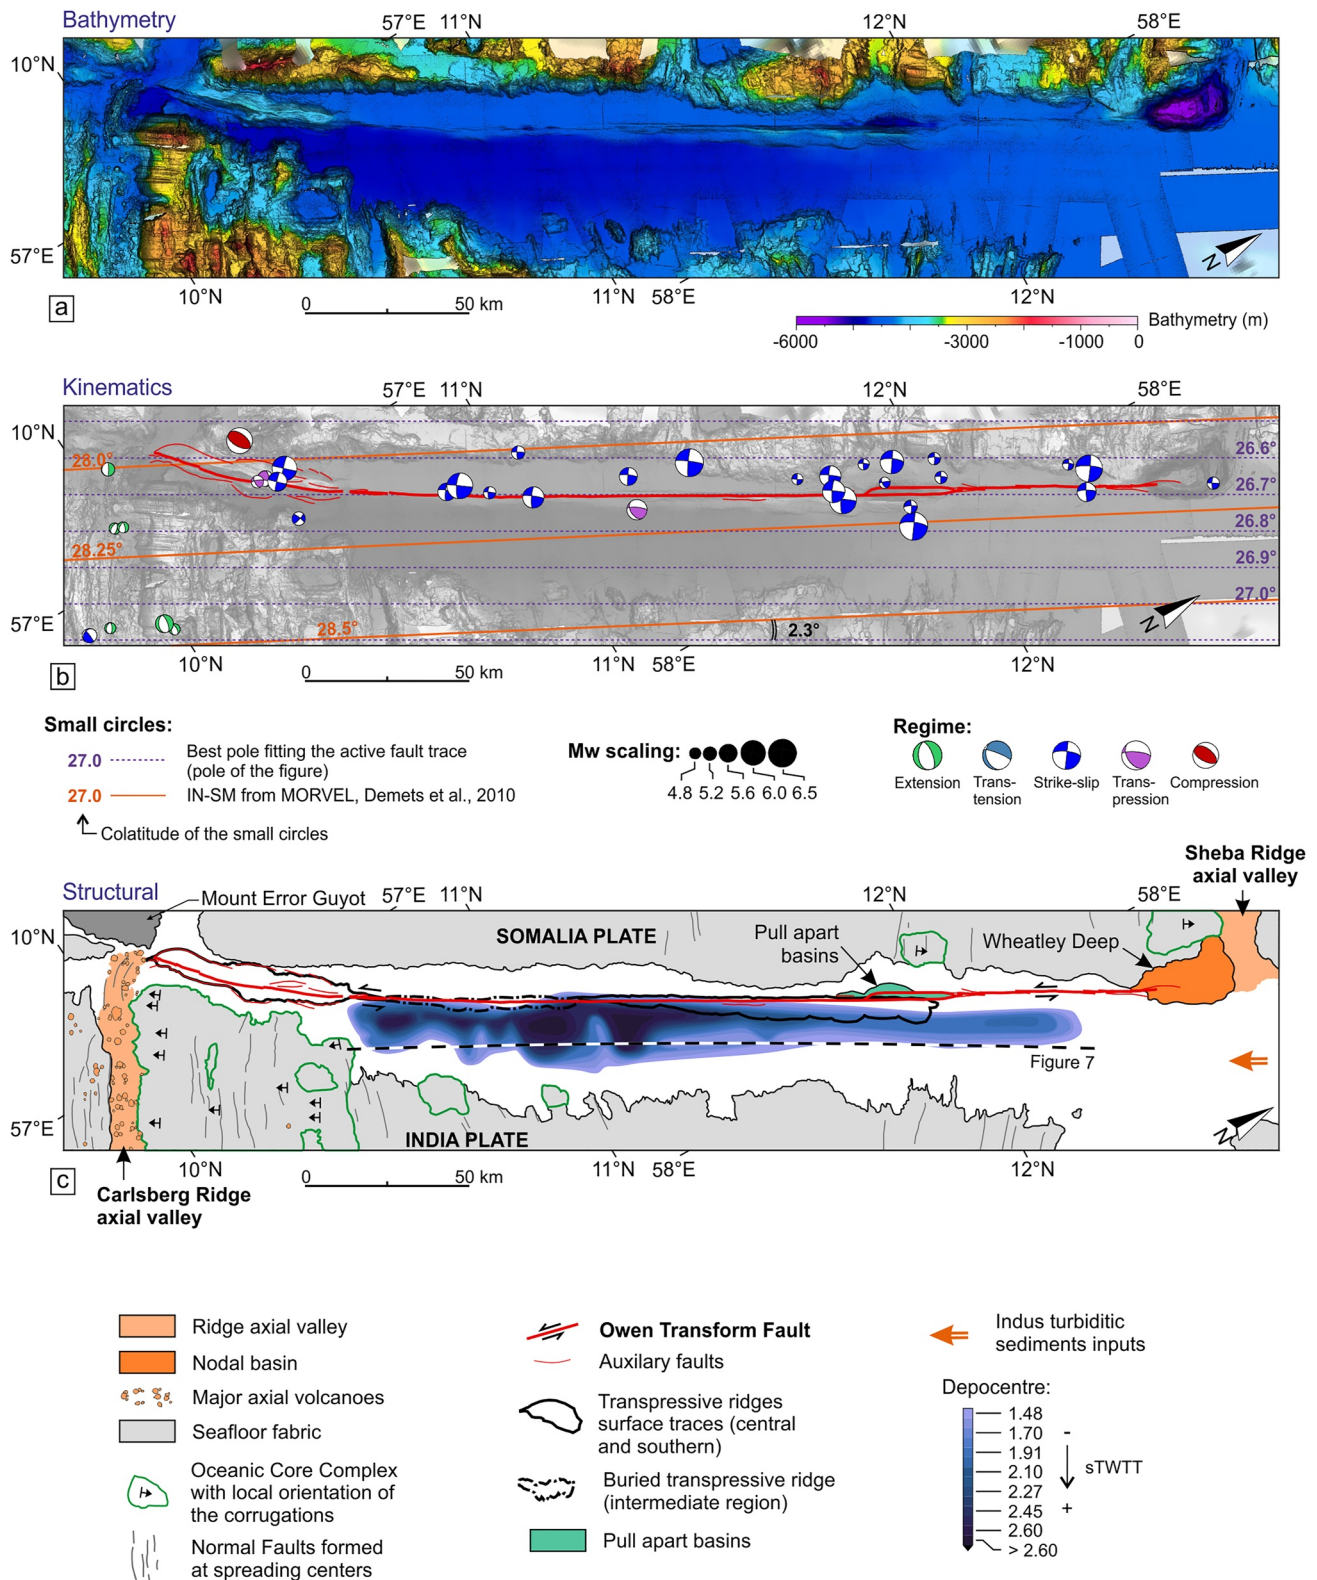 Bathymetry
57°E 11°N 12°N 58°E
10°N
57°E
N
a
10°N 0 50 km 11°N 58°E 12°N
Bathymetry (m)
-6000 -3000 -1000 0
Kinematics
57°E 11°N 12°N 58°E
10°N
28.0°
26.6°
26.7°
26.8°
28.25°
26.9°
27.0°
57°E
28.5°
2.3°
N
b
10°N 0 50 km 11°N 58°E 12°N
Small circles:
27.0
Best pole fitting the active fault trace
(pole of the figure)
27.0
IN-SM from MORVEL, Demets et al., 2010
Colatitude of the small circles
Mw scaling:
4.8 5.2 5.6 6.0 6.5
Regime:
Extension
Trans-
tension
Strike-slip
Trans-
pression
Compression
Sheba Ridge
axial valley
Structural
Mount Error Guyot
57°E 11°N 12°N 58°E
10°N
SOMALIA PLATE
Pull apart
basins
Wheatley Deep
Figure 7
57°E
INDIA PLATE
N
c
10°N 0 50 km 11°N 58°E 12°N
Carlsberg Ridge
axial valley
Ridge axial valley
Nodal basin
Major axial volcanoes
Seafloor fabric
Oceanic Core Complex
with local orientation of
the corrugations
Normal Faults formed
at spreading centers
Owen Transform Fault
Auxilary faults
Transpressive ridges
surface traces (central
and southern)
Buried transpressive ridge
(intermediate region)
Pull apart basins
Indus turbiditic
sediments inputs
Depocentre:
1.48
1.70 -
1.91
2.10 sTWTT
2.27
2.45 +
2.60
> 2.60